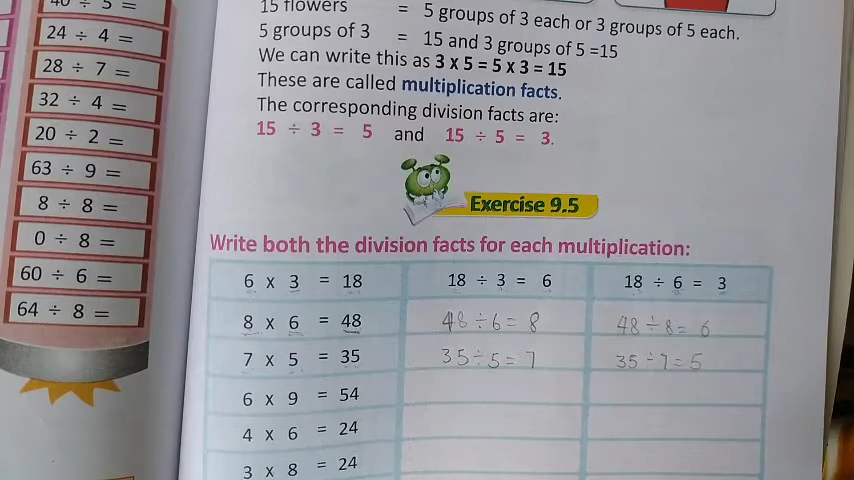 40 ÷ 5 =
24 ÷ 4 =
28 ÷ 7 =
32 ÷ 4 =
20 ÷ 2 =
63 ÷ 9 =
8 ÷ 8 =
0 ÷ 8 =
60 ÷ 6 =
64 ÷ 8 =
15 flowers = 5 groups of 3 each or 3 groups of 5 each.
5 groups of 3 = 15 and 3 groups of 5 =15
We can write this as 3 x 5 = 5 x 3 = 15
These are called multiplication facts.
The corresponding division facts are:
15 ÷ 3 = 5 and 15 ÷ 5 = 3.
Exercise 9.5
Write both the division facts for each multiplication:
6 x 3 = 18 18 ÷ 3 = 6 18 ÷ 6 = 3
8 x 6 = 48 48 ÷ 6 = 8 48 ÷ 8 = 6
7 x 5 = 35 35 ÷ 5 = 7 35 ÷ 7 = 5
6 x 9 = 54
4 x 6 = 24
3 x 8 = 24